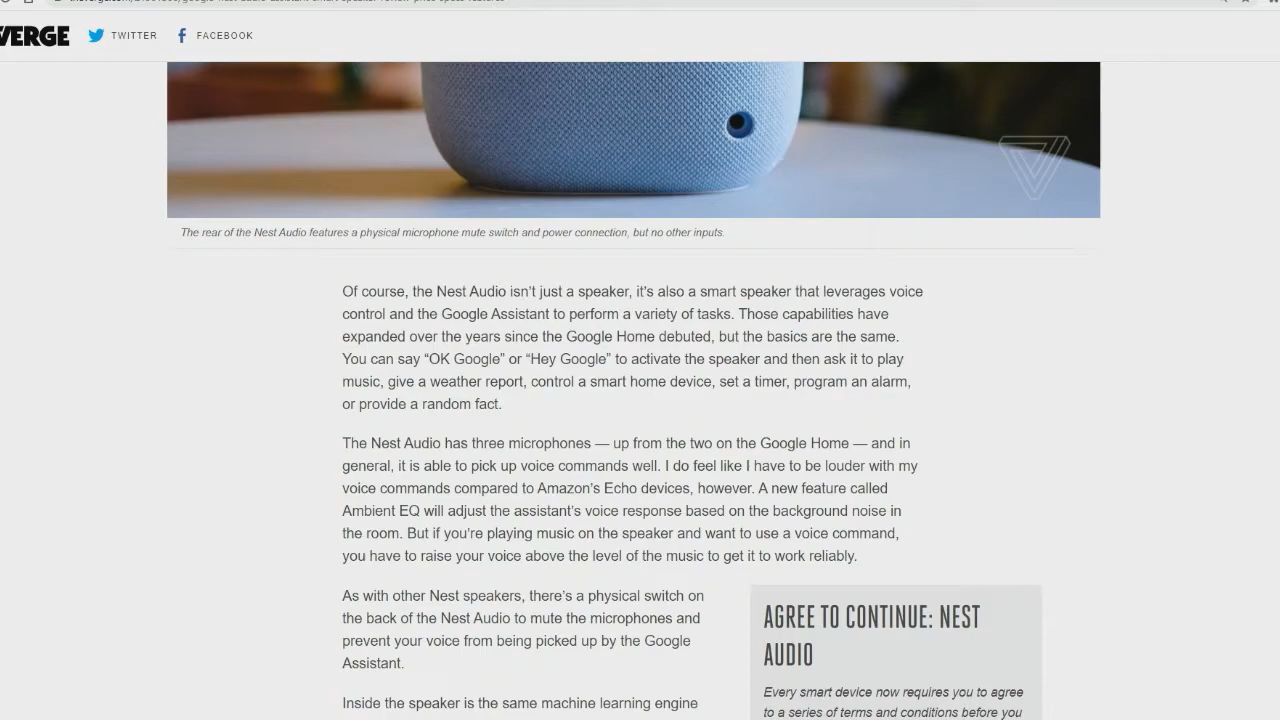 VERGE
TWITTER
FACEBOOK
The rear of the Nest Audio features a physical microphone mute switch and power connection, but no other inputs.
Of course, the Nest Audio isn’t just a speaker, it’s also a smart speaker that leverages voice
control and the Google Assistant to perform a variety of tasks. Those capabilities have
expanded over the years since the Google Home debuted, but the basics are the same.
You can say “OK Google” or “Hey Google” to activate the speaker and then ask it to play
music, give a weather report, control a smart home device, set a timer, program an alarm,
or provide a random fact.
The Nest Audio has three microphones — up from the two on the Google Home — and in
general, it is able to pick up voice commands well. I do feel like I have to be louder with my
voice commands compared to Amazon’s Echo devices, however. A new feature called
Ambient EQ will adjust the assistant’s voice response based on the background noise in
the room. But if you’re playing music on the speaker and want to use a voice command,
you have to raise your voice above the level of the music to get it to work reliably.
As with other Nest speakers, there’s a physical switch on
the back of the Nest Audio to mute the microphones and
prevent your voice from being picked up by the Google
Assistant.
Inside the speaker is the same machine learning engine
AGREE TO CONTINUE: NEST
AUDIO
Every smart device now requires you to agree
to a series of terms and conditions before you